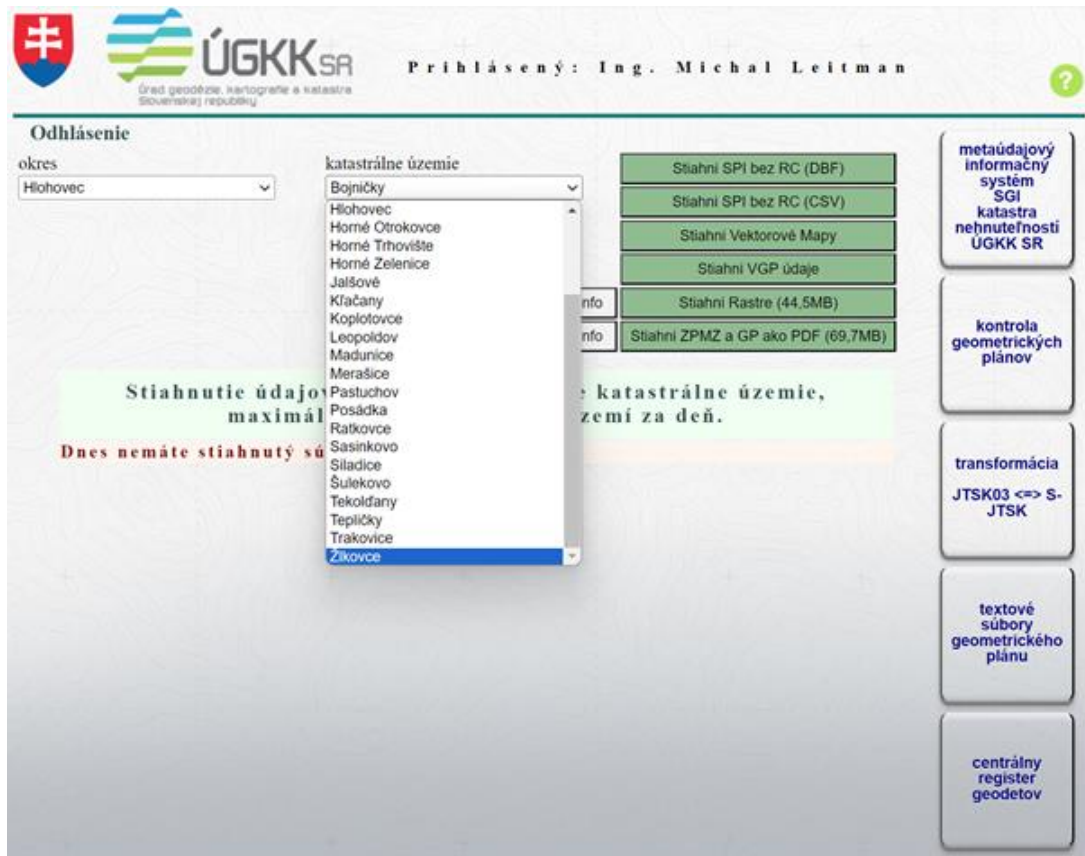 ÚGKKSR
Úrad geodézie, kartografie a katastra
Slovenskej republiky
Prihlásený: Ing. Michal Leitman
?
Odhlásenie
okres
Hlohovec
katastrálne územie
Bojničky
Hlohovec
Horné Otrokovce
Horné Trhovište
Horné Zelenice
Jalšové
Kľačany
Koplotovce
Leopoldov
Madunice
Merašice
Pastuchov
Posádka
Ratkovce
Sasinkovo
Siladice
Šulekovo
Tekolďany
Tepličky
Trakovice
Žlkovce
Stiahni SPI bez RC (DBF)
Stiahni SPI bez RC (CSV)
Stiahni Vektorové Mapy
Stiahni VGP údaje
nfo
Stiahni Rastre (44,5MB)
nfo
Stiahni ZPMZ a GP ako PDF (69,7MB)
Stiahnutie údajov katastrálne územie,
maximál zemí za deň.
Dnes nemáte stiahnutý sú
metaúdajový
informačný
systém
SGI
katastra
nehnuteľností
ÚGKK SR
kontrola
geometrických
plánov
transformácia
JTSK03 <=> S-
JTSK
textové
súbory
geometrického
plánu
centrálny
register
geodetov